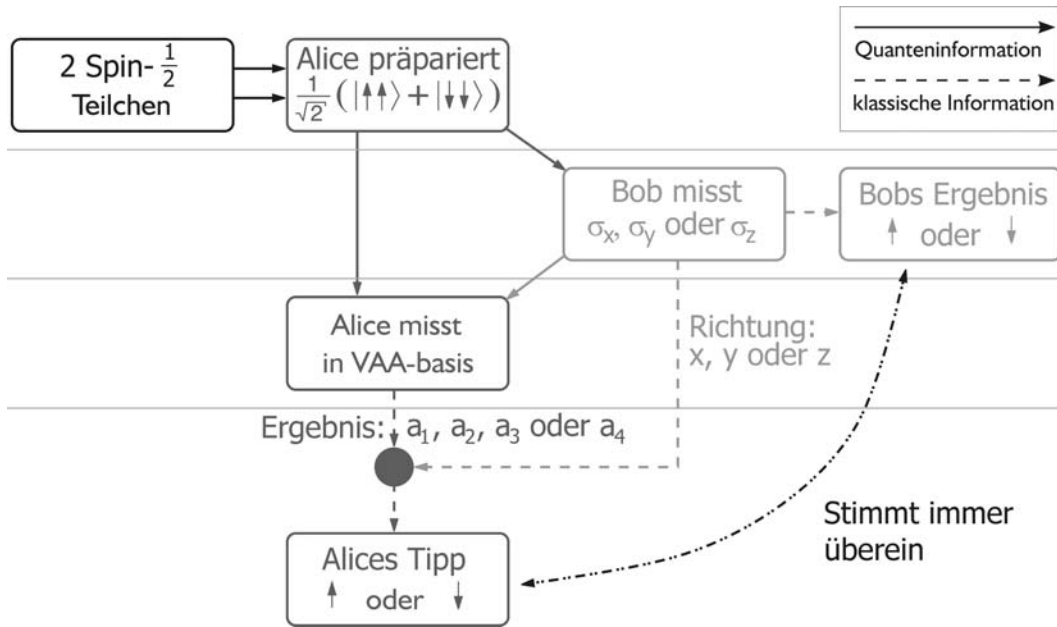 2 Spin- 1/2
Teilchen
Alice präpariert
1/√2 (|↑↑⟩ + |↓↓⟩)
Quanteninformation
klassische Information
Bob misst
σx, σy oder σz
Bobs Ergebnis
↑ oder ↓
Alice misst
in VAA-basis
Richtung:
x, y oder z
Ergebnis: a1, a2, a3 oder a4
Stimmt immer
überein
Alices Tipp
↑ oder ↓